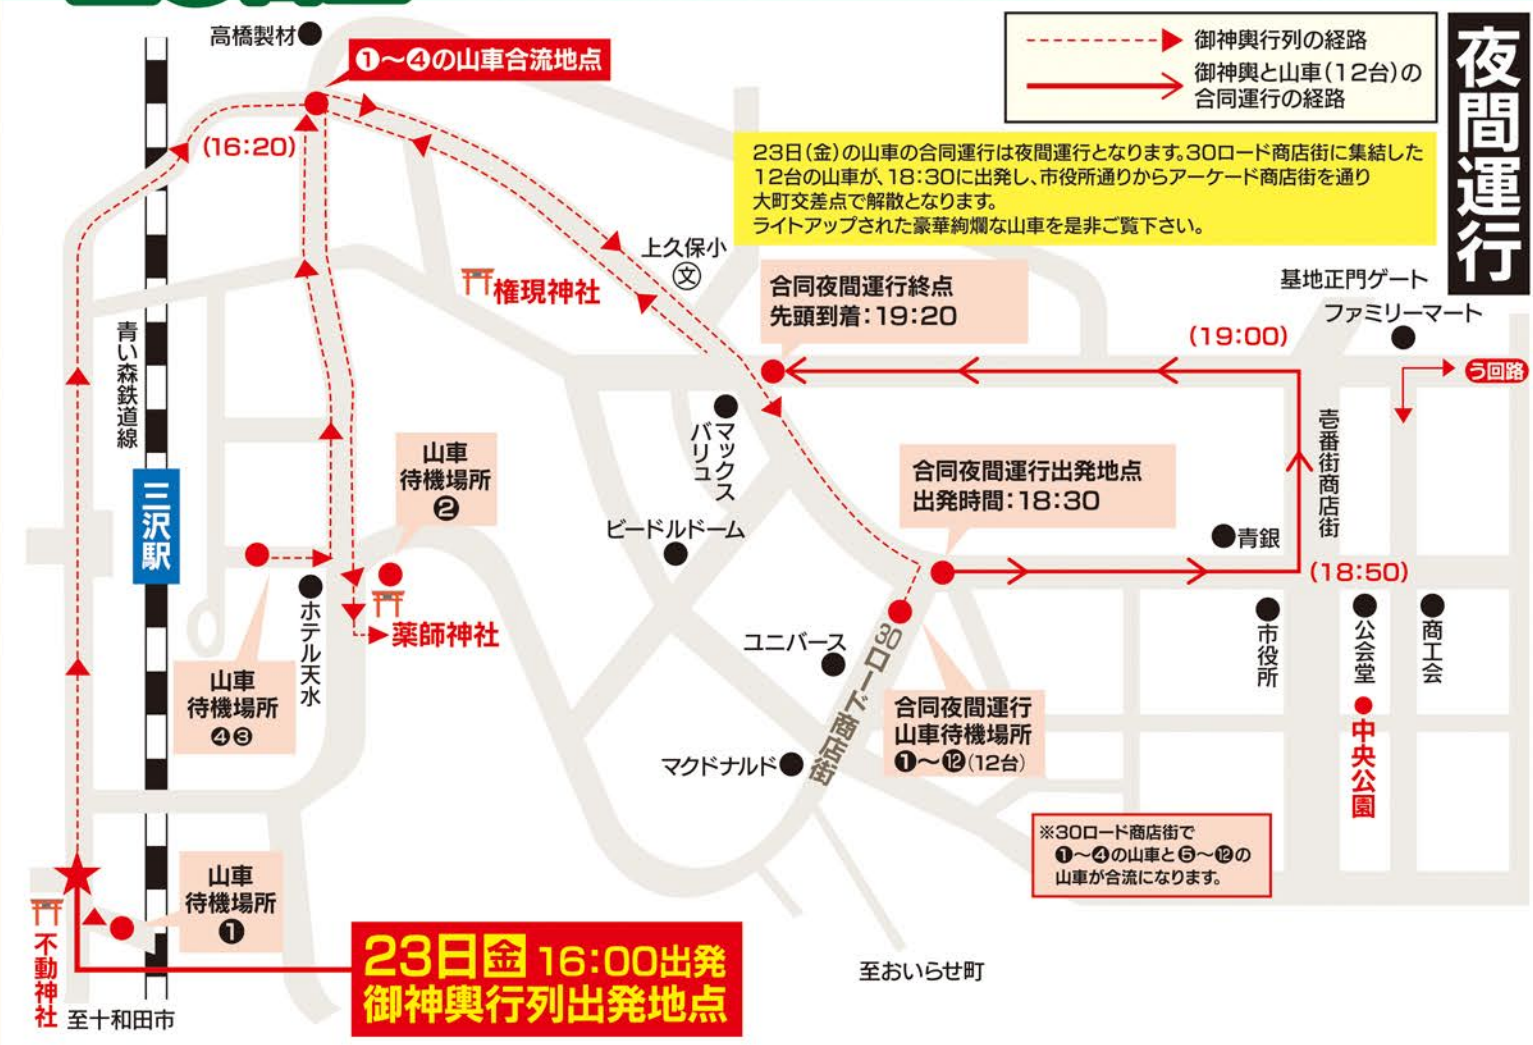 高橋製材
❶～❹の山車合流地点
(16:20)
御神輿行列の経路
御神輿と山車(12台)の
合同運行の経路
夜間運行
23日(金)の山車の合同運行は夜間運行となります。30ロード商店街に集結した
12台の山車が、18:30に出発し、市役所通りからアーケード商店街を通り
大町交差点で解散となります。
ライトアップされた豪華絢爛な山車を是非ご覧下さい。
上久保小
文
権現神社
合同夜間運行終点
先頭到着:19:20
基地正門ゲート
ファミリーマート
(19:00)
う回路
青い森鉄道線
三沢駅
マックス
バリュ
壱番街商店街
山車
待機場所
❷
合同夜間運行出発地点
出発時間:18:30
ビードルドーム
青銀
(18:50)
ホテル天水
薬師神社
山車
待機場所
❹❸
ユニバース
30ロード商店街
市役所
公会堂
商工会
中央公園
合同夜間運行
山車待機場所
❶～⓬(12台)
マクドナルド
※30ロード商店街で
❶～❹の山車と❺～⓬の
山車が合流になります。
山車
待機場所
❶
不動神社
23日金 16:00出発
御神輿行列出発地点
至おいらせ町
至十和田市